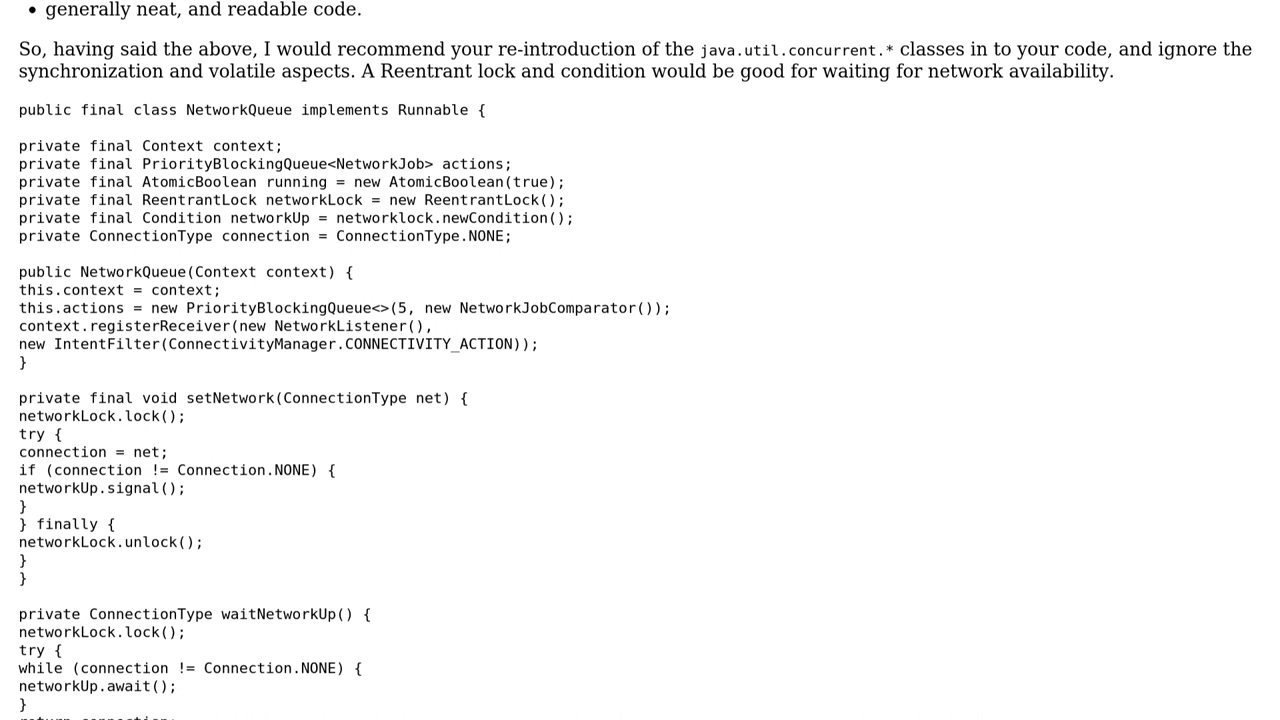 • generally neat, and readable code.
So, having said the above, I would recommend your re-introduction of the java.util.concurrent.* classes in to your code, and ignore the
synchronization and volatile aspects. A Reentrant lock and condition would be good for waiting for network availability.
public final class NetworkQueue implements Runnable {
private final Context context;
private final PriorityBlockingQueue<NetworkJob> actions;
private final AtomicBoolean running = new AtomicBoolean(true);
private final ReentrantLock networkLock = new ReentrantLock();
private final Condition networkUp = networklock.newCondition();
private ConnectionType connection = ConnectionType.NONE;
public NetworkQueue(Context context) {
this.context = context;
this.actions = new PriorityBlockingQueue<>(5, new NetworkJobComparator());
context.registerReceiver(new NetworkListener(),
new IntentFilter(ConnectivityManager.CONNECTIVITY_ACTION));
}
private final void setNetwork(ConnectionType net) {
networkLock.lock();
try {
connection = net;
if (connection != Connection.NONE) {
networkUp.signal();
}
} finally {
networkLock.unlock();
}
}
private ConnectionType waitNetworkUp() {
networkLock.lock();
try {
while (connection != Connection.NONE) {
networkUp.await();
}